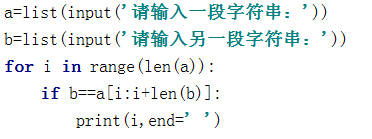 a=list(input('请输入一段字符串：'))
b=list(input('请输入另一段字符串：'))
for i in range(len(a)):
    if b==a[i:i+len(b)]:
        print(i,end=' ')